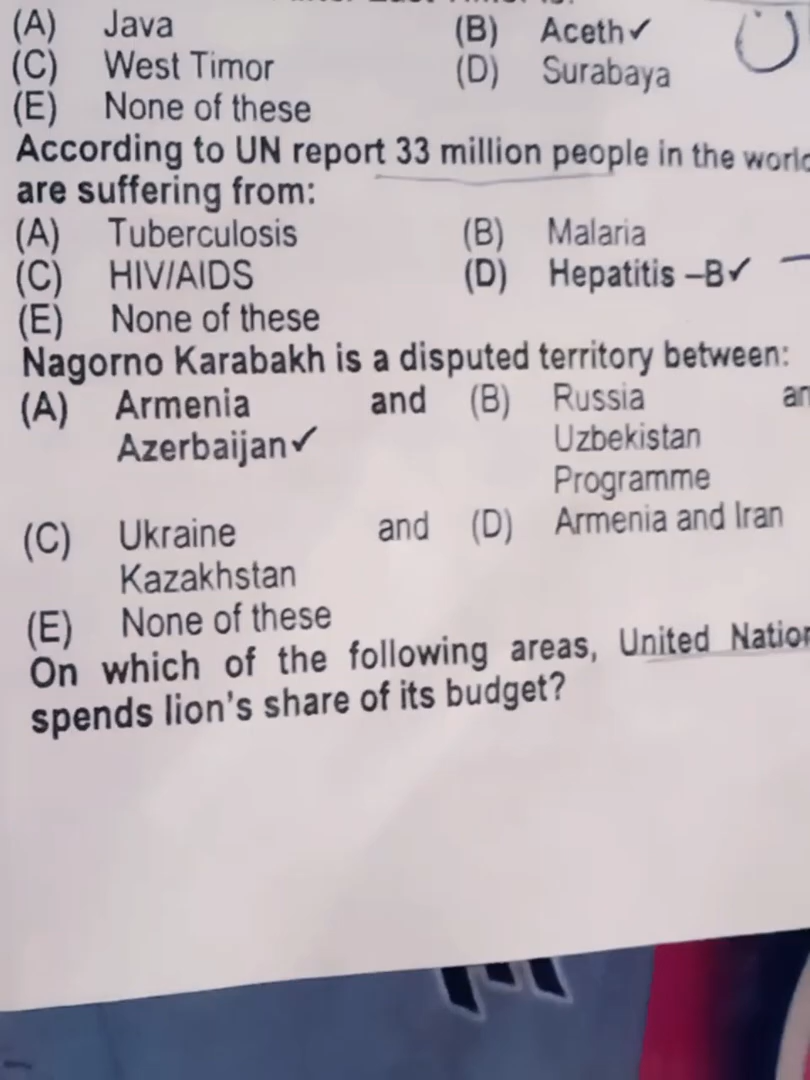 (A) Java (B) Aceth✓
(C) West Timor (D) Surabaya
(E) None of these
According to UN report 33 million people in the world
are suffering from:
(A) Tuberculosis (B) Malaria
(C) HIV/AIDS (D) Hepatitis –B✓
(E) None of these
Nagorno Karabakh is a disputed territory between:
(A) Armenia and (B) Russia
Azerbaijan✓ Uzbekistan
Programme
(C) Ukraine and (D) Armenia and Iran
Kazakhstan
(E) None of these
On which of the following areas, United Nation
spends lion's share of its budget?